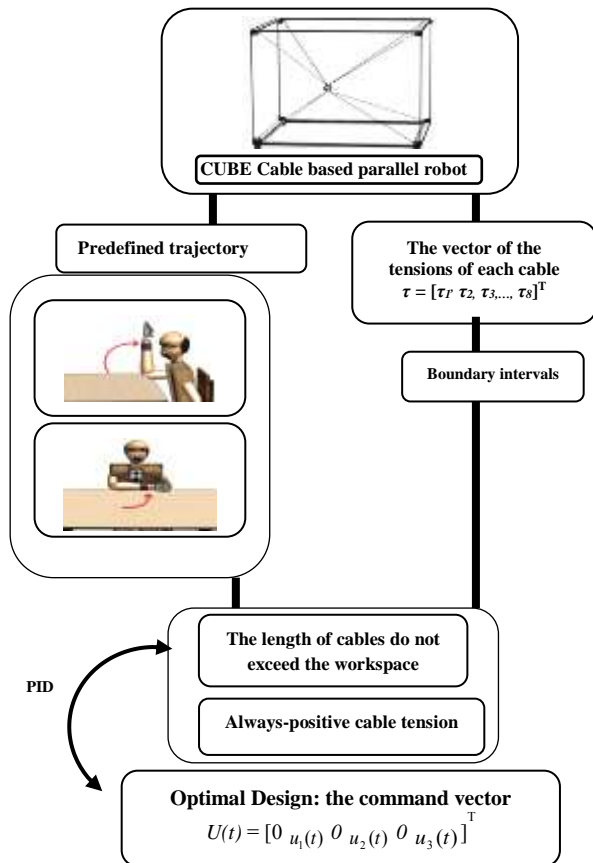 CUBE Cable based parallel robot
Predefined trajectory
The vector of the
tensions of each cable
τ = [τ₁, τ₂, τ₃,..., τ₈]ᵀ
Boundary intervals
The length of cables do not
exceed the workspace
PID
Always-positive cable tension
Optimal Design: the command vector
U(t) = [0 u₁(t) 0 u₂(t) 0 u₃(t)]ᵀ